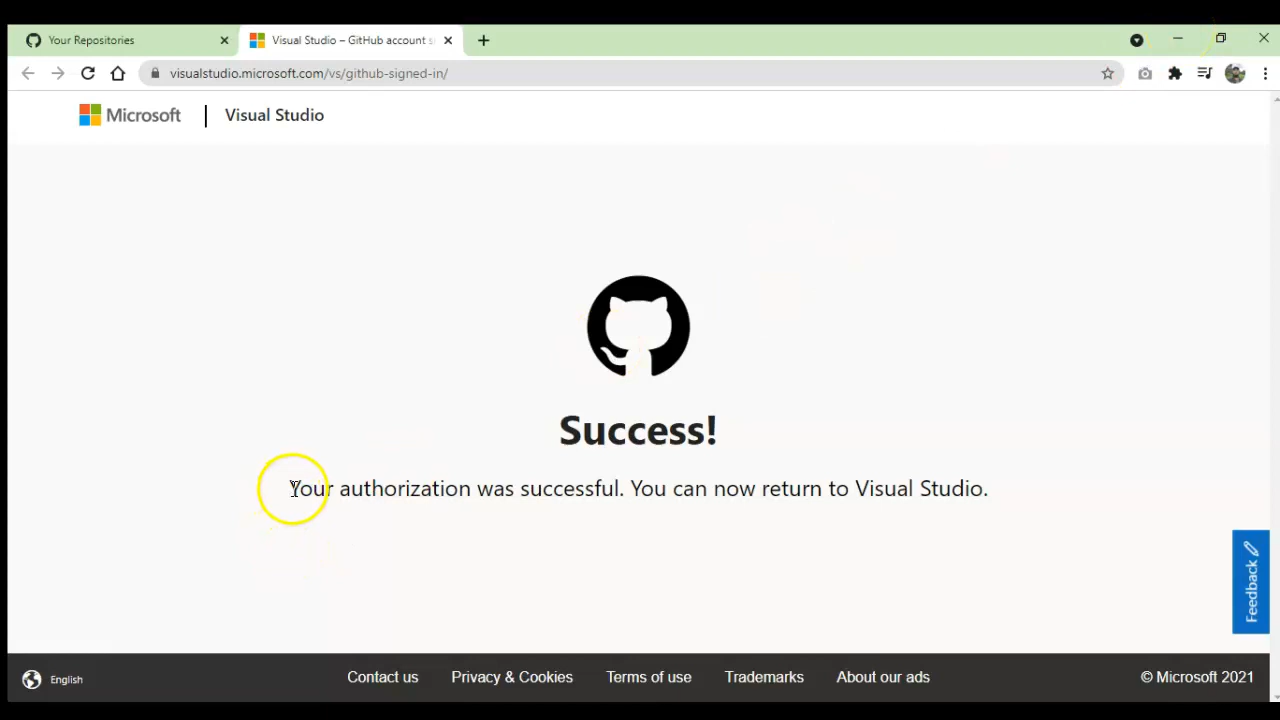 Your Repositories
Visual Studio – GitHub account s
visualstudio.microsoft.com/vs/github-signed-in/
Microsoft | Visual Studio
Success!
Your authorization was successful. You can now return to Visual Studio.
Feedback
English
Contact us
Privacy & Cookies
Terms of use
Trademarks
About our ads
© Microsoft 2021